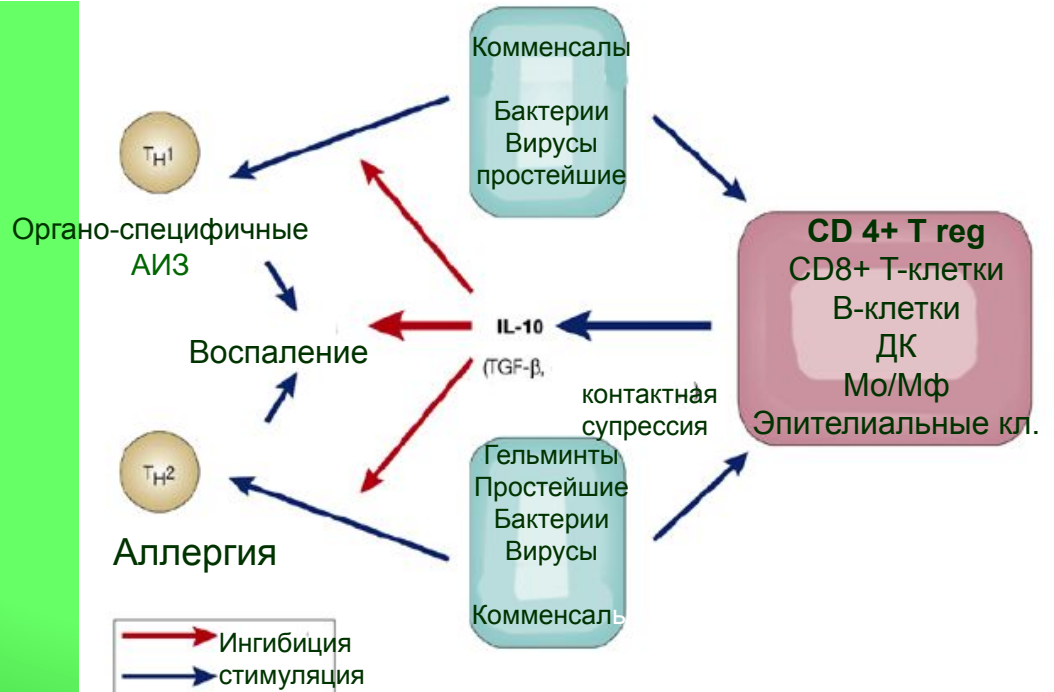 Комменсалы
Бактерии
Вирусы
простейшие
TH1
Органо-специфичные
АИЗ
CD 4+ T reg
CD8+ Т-клетки
В-клетки
ДК
Мо/Мф
Эпителиальные кл.
IL-10
(TGF-β,
контактная
супрессия
)
Воспаление
TH2
Аллергия
Гельминты
Простейшие
Бактерии
Вирусы
Комменсалы
Ингибиция
стимуляция